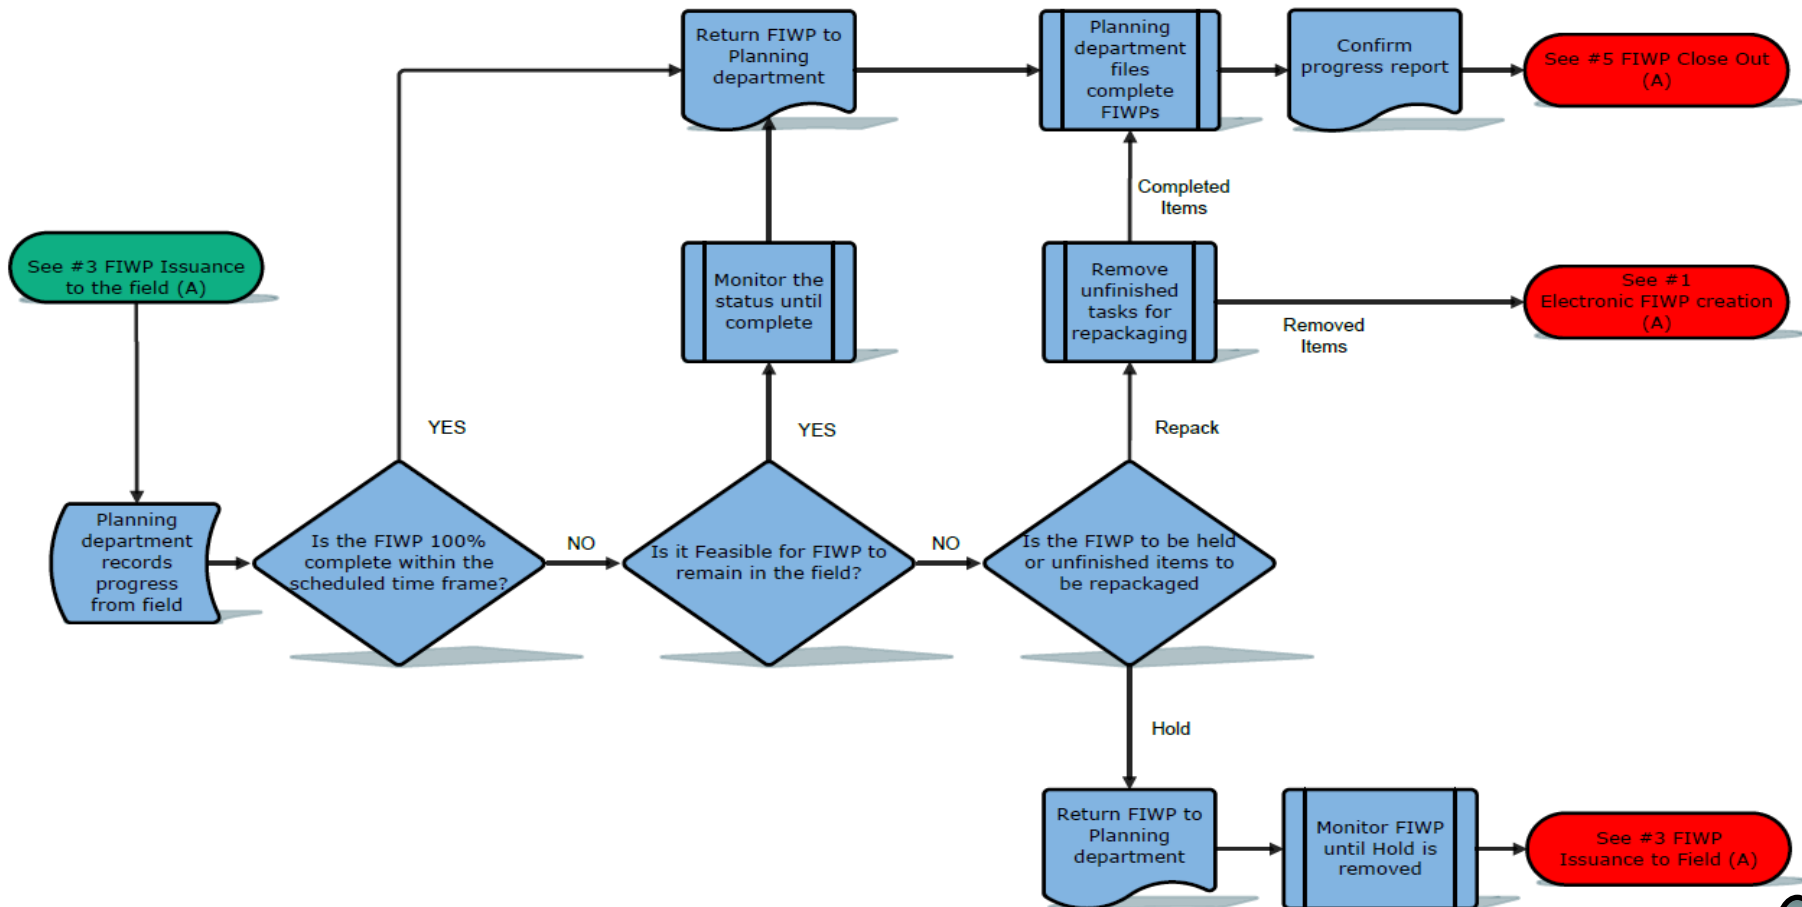 Return FIWP to
Planning
department
Planning
department
files
complete
FIWPs
Confirm
progress report
See #5 FIWP Close Out
(A)
Completed
Items
See #3 FIWP Issuance
to the field (A)
Monitor the
status until
complete
Remove
unfinished
tasks for
repackaging
See #1
Electronic FIWP creation
(A)
Removed
Items
YES
YES
Repack
Planning
department
records
progress
from field
Is the FIWP 100%
complete within the
scheduled time frame?
NO
Is it Feasible for FIWP to
remain in the field?
NO
Is the FIWP to be held
or unfinished items to
be repackaged
Hold
Return FIWP to
Planning
department
Monitor FIWP
until Hold is
removed
See #3 FIWP
Issuance to Field (A)